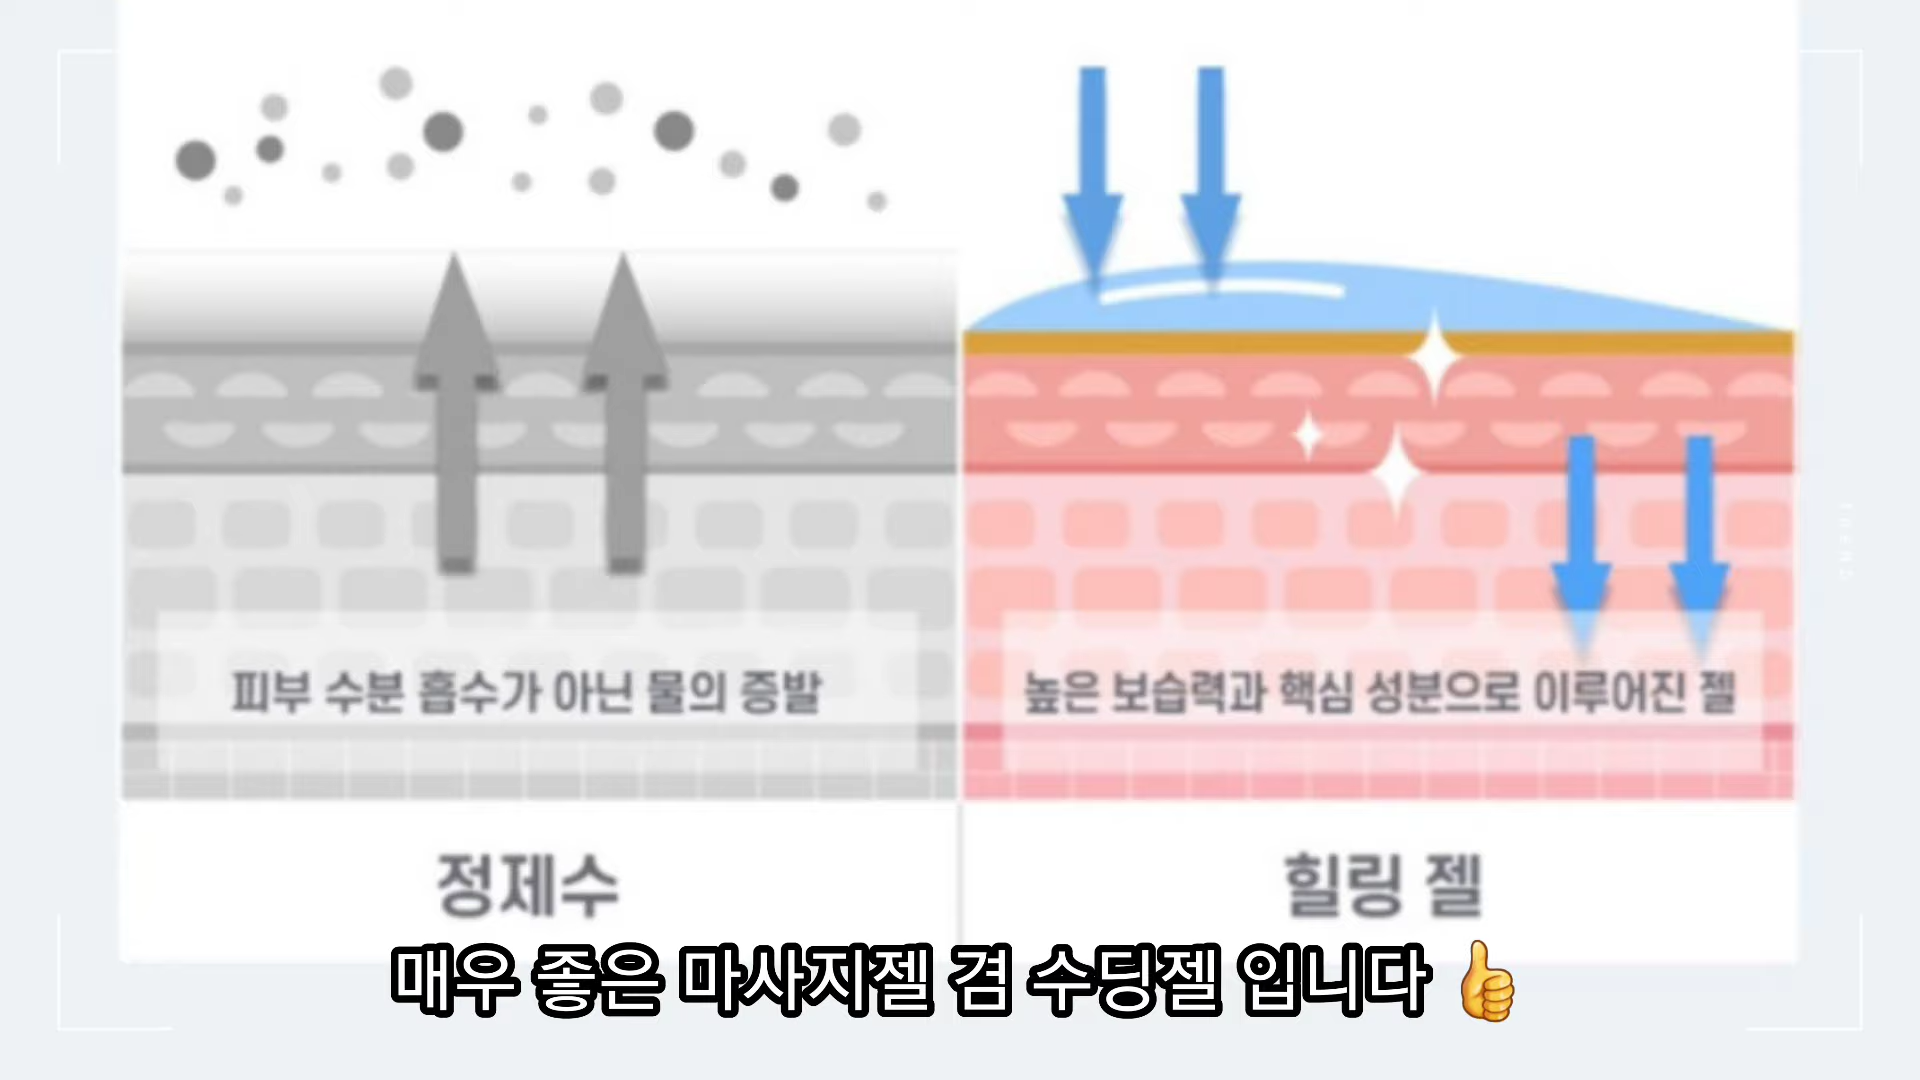 피부 수분 흡수가 아닌 물의 증발
높은 보습력과 핵심 성분으로 이루어진 젤
정제수
힐링 젤
매우 좋은 마사지젤 겸 수딩젤 입니다 👍